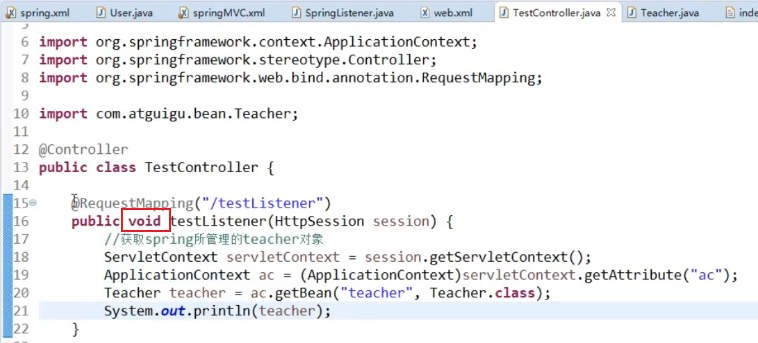 spring.xml User.java springMVC.xml SpringListener.java web.xml TestController.java Teacher.java inde
6 import org.springframework.context.ApplicationContext;
7 import org.springframework.stereotype.Controller;
8 import org.springframework.web.bind.annotation.RequestMapping;
9
10 import com.atguigu.bean.Teacher;
11
12 @Controller
13 public class TestController {
14
15 @RequestMapping("/testListener")
16 public void testListener(HttpSession session) {
17 //获取spring所管理的teacher对象
18 ServletContext servletContext = session.getServletContext();
19 ApplicationContext ac = (ApplicationContext)servletContext.getAttribute("ac");
20 Teacher teacher = ac.getBean("teacher", Teacher.class);
21 System.out.println(teacher);
22 }